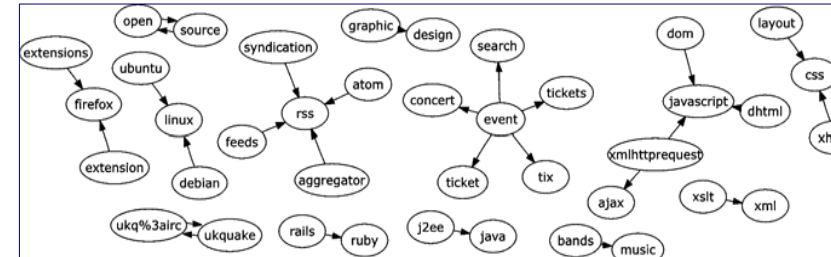 open
source
graphic
design
layout
extensions
syndication
search
dom
ubuntu
atom
tickets
css
firefox
concert
javascript
linux
rss
event
dhtml
feeds
xmlhttprequest
extension
debian
aggregator
ticket
tix
ajax
xslt
xml
ukq%3airc
ukquake
rails
ruby
j2ee
java
bands
music